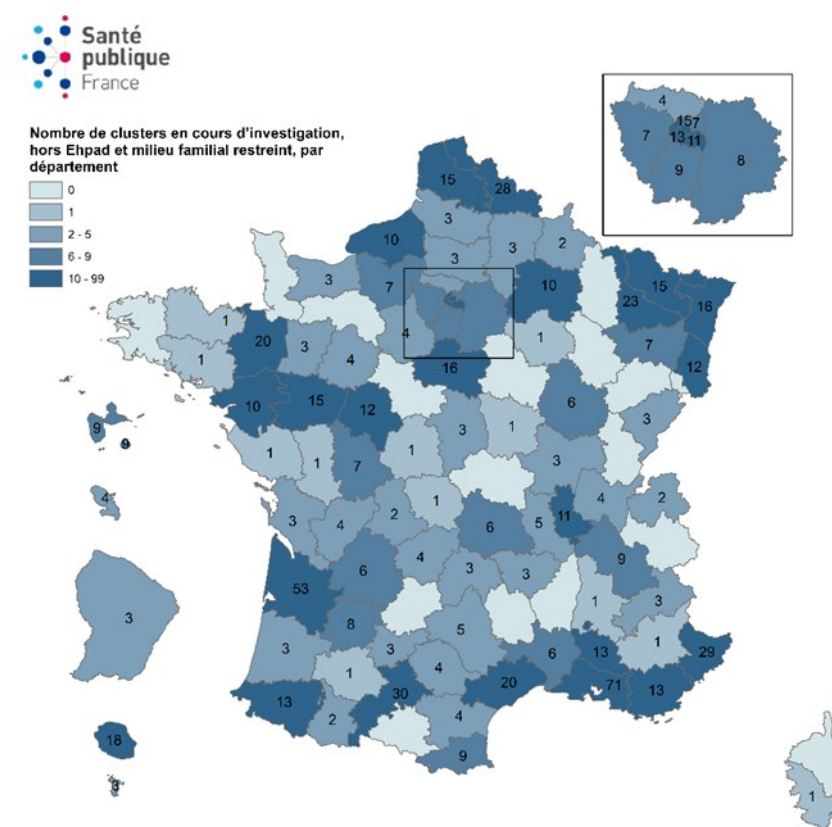 Santé
publique
France
Nombre de clusters en cours d'investigation,
hors Ehpad et milieu familial restreint, par
département
0
1
2 - 5
6 - 9
10 - 99
4
15 7
7 13 11 8
9
15 28
3
10 3 2
3
3 7 10 15 16
23
1 20 3 4 1 7
1 16 12
10 15 12 6
9 3 1 3
9 1 1 7 1 3
4 1 4 2
3 4 2 6 5 11
9
6 4 3 3
53 1 3
3 8 5
3 3 6 13 1 29
1 4 20 71 13
13 30
2 4
18 9
3
1